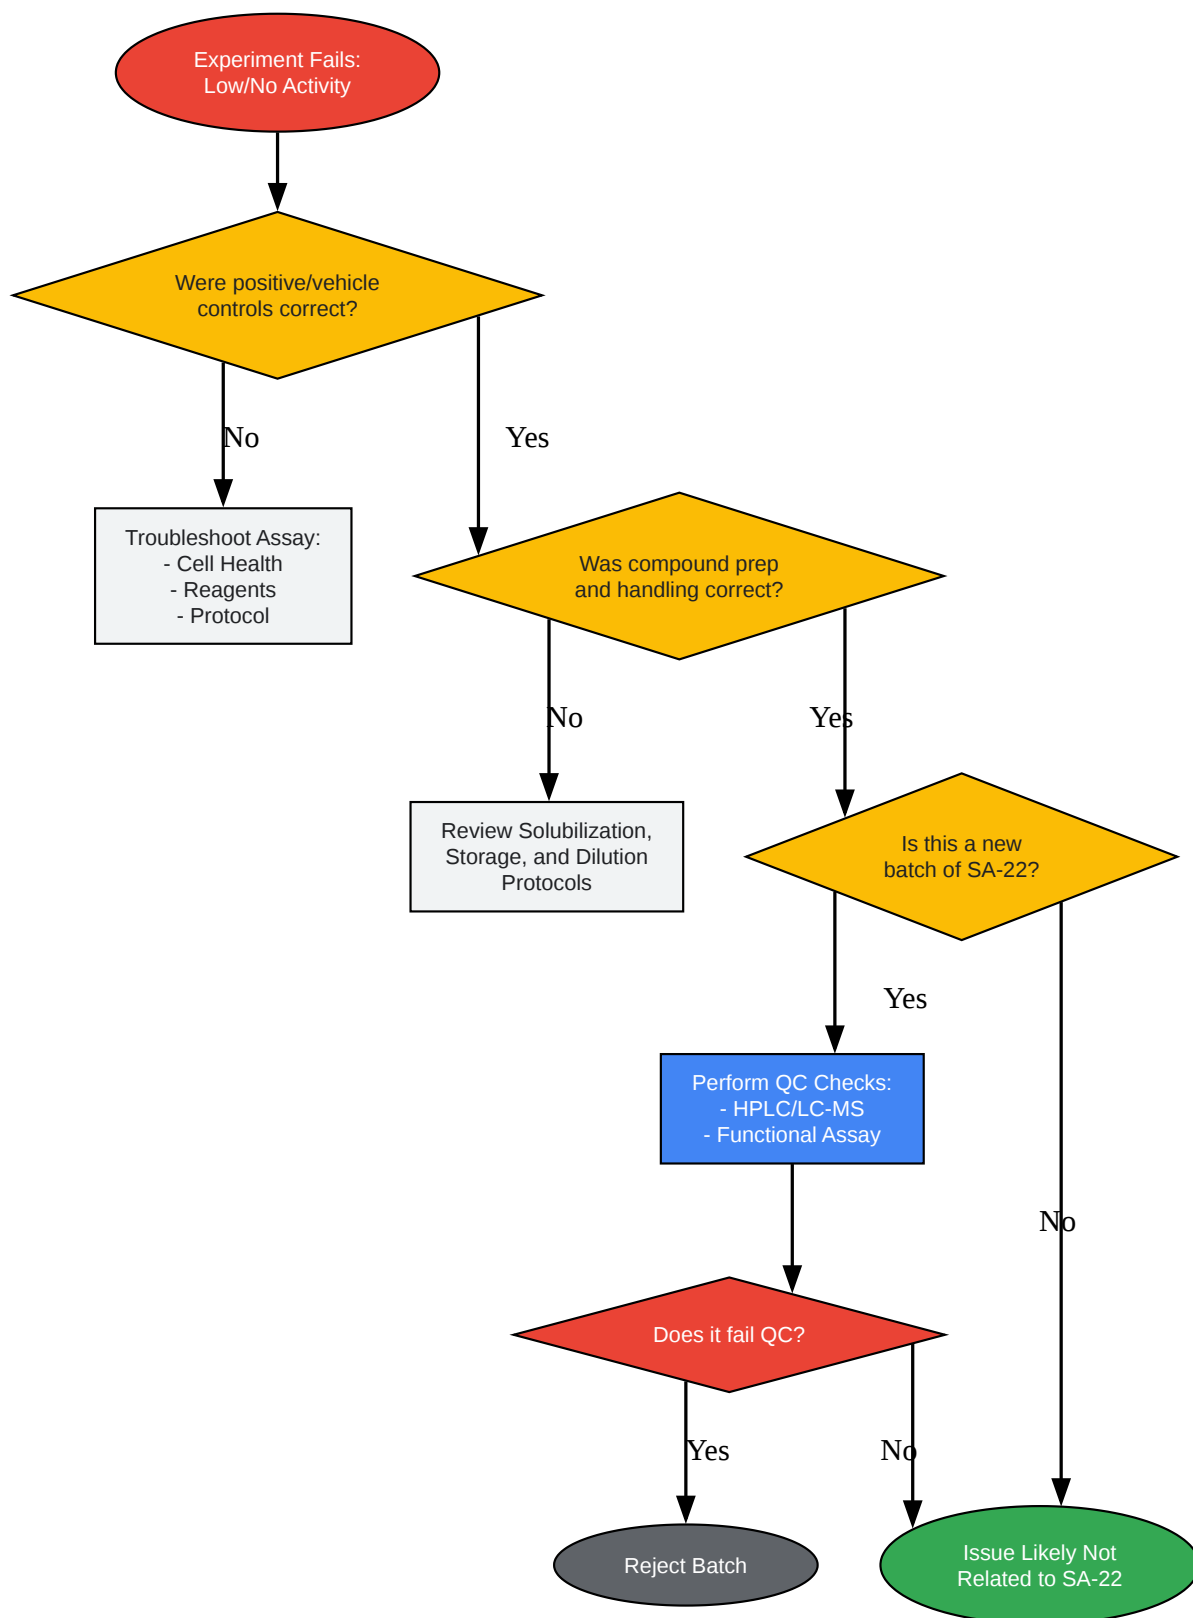 Experiment Fails:
Low/No Activity
Were positive/vehicle
controls correct?
No
Yes
Troubleshoot Assay:
- Cell Health
- Reagents
- Protocol
Was compound prep
and handling correct?
No
Yes
Review Solubilization,
Storage, and Dilution
Protocols
Is this a new
batch of SA-22?
Yes
Perform QC Checks:
- HPLC/LC-MS
- Functional Assay
No
Does it fail QC?
Yes
No
Reject Batch
Issue Likely Not
Related to SA-22